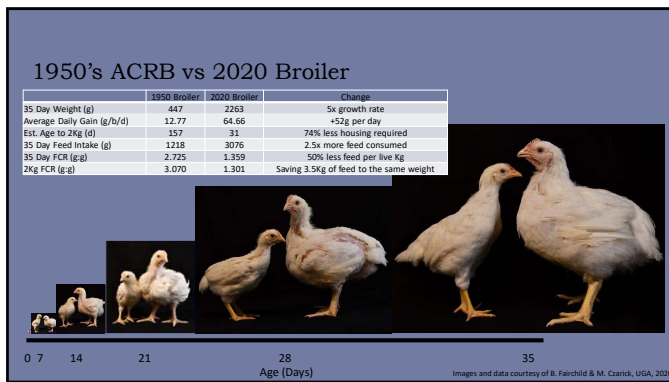 1950's ACRB vs 2020 Broiler
1950 Broiler 2020 Broiler Change
35 Day Weight (g) 447 2263 5x growth rate
Average Daily Gain (g/b/d) 12.77 64.66 +52g per day
Est. Age to 2Kg (d) 157 31 74% less housing required
35 Day Feed Intake (g) 1218 3076 2.5x more feed consumed
35 Day FCR (g:g) 2.725 1.359 50% less feed per live Kg
2Kg FCR (g:g) 3.070 1.301 Saving 3.5Kg of feed to the same weight
0 7 14 21 28 35
Age (Days)
Images and data courtesy of B. Fairchild & M. Czarick, UGA,